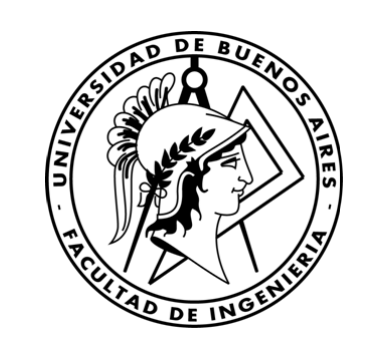 UNIVERSIDAD DE BUENOS AIRES
- FACULTAD DE INGENIERIA -